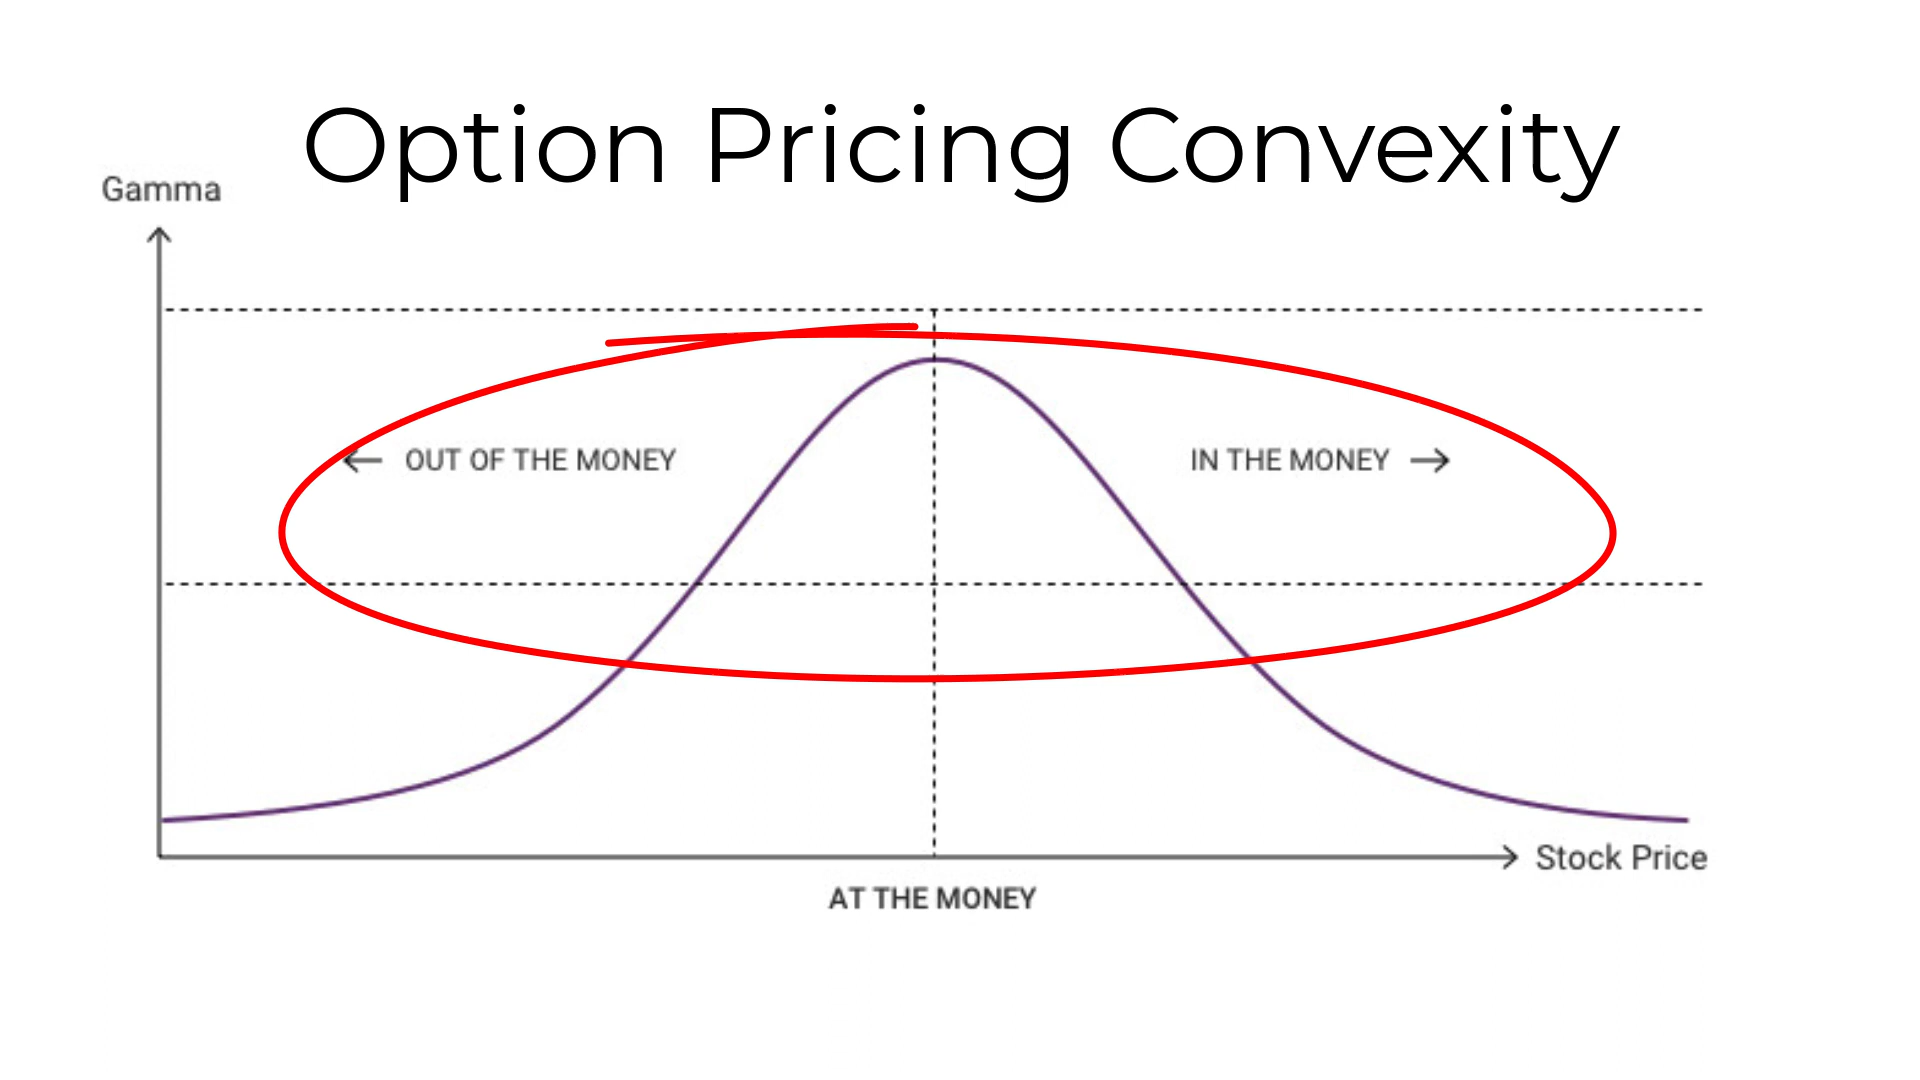 Option Pricing Convexity
Gamma
OUT OF THE MONEY
IN THE MONEY
Stock Price
AT THE MONEY